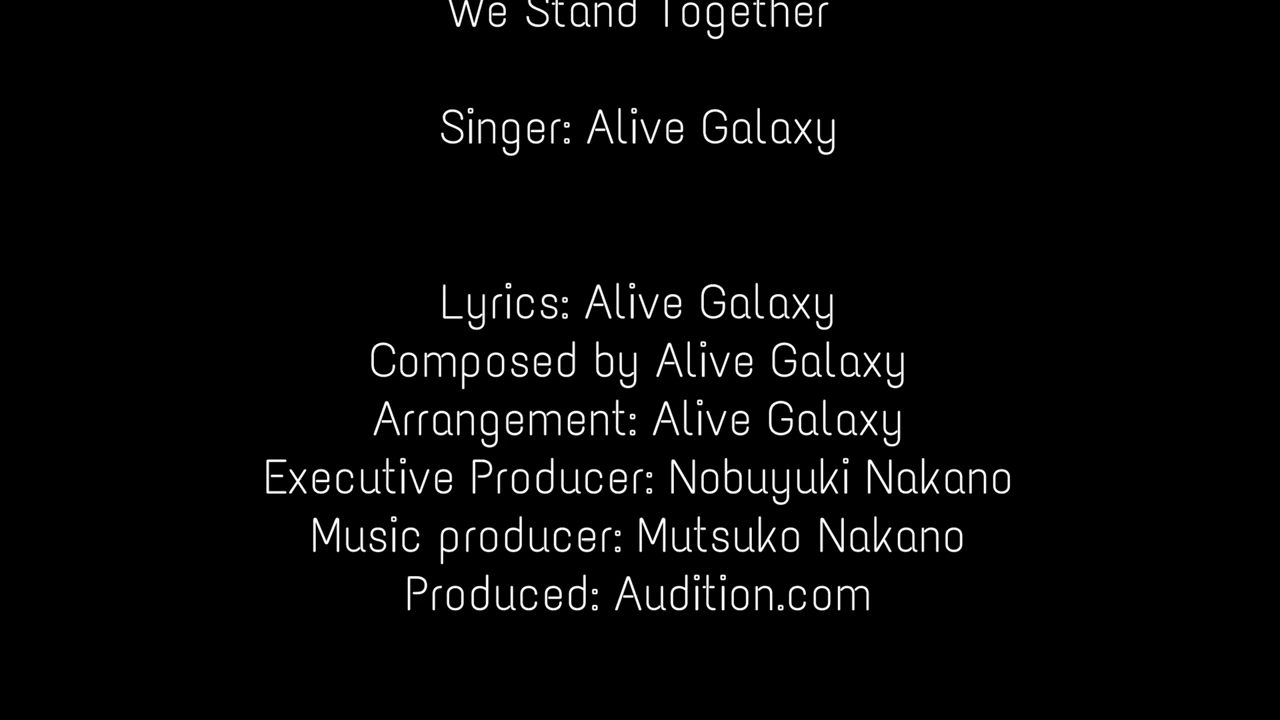 We Stand Together
Singer: Alive Galaxy
Lyrics: Alive Galaxy
Composed by Alive Galaxy
Arrangement: Alive Galaxy
Executive Producer: Nobuyuki Nakano
Music producer: Mutsuko Nakano
Produced: Audition.com